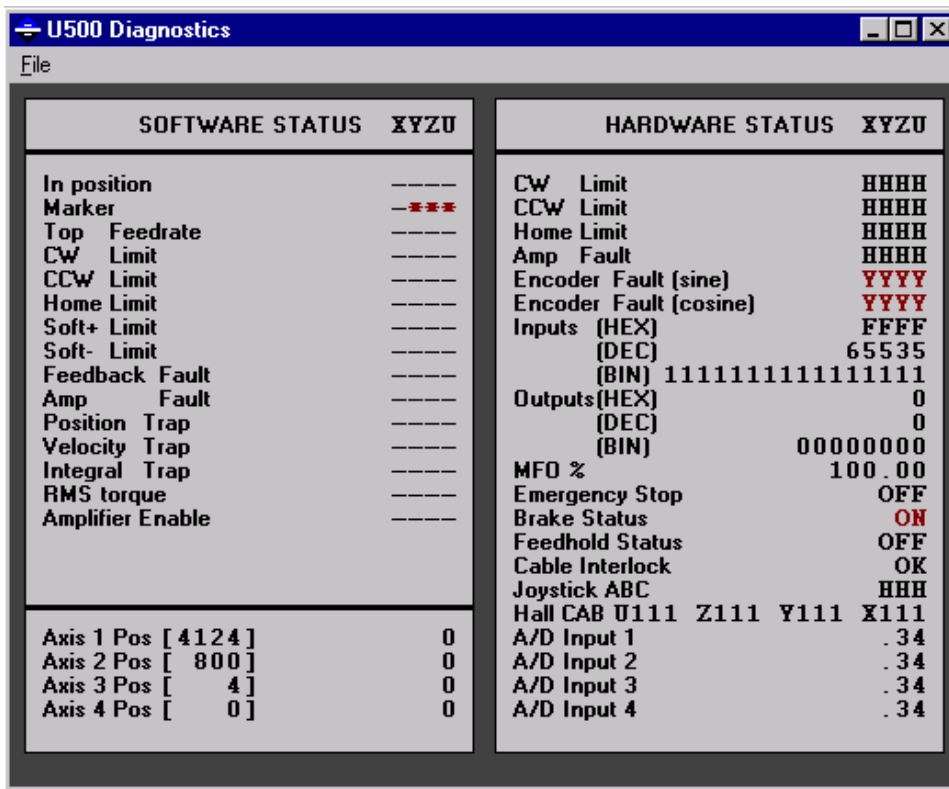 U500 Diagnostics
File
SOFTWARE STATUS XYZU
In position ----
Marker -***
Top Feedrate ----
CW Limit ----
CCW Limit ----
Home Limit ----
Soft+ Limit ----
Soft- Limit ----
Feedback Fault ----
Amp Fault ----
Position Trap ----
Velocity Trap ----
Integral Trap ----
RMS torque ----
Amplifier Enable ----
Axis 1 Pos [4124] 0
Axis 2 Pos [ 800] 0
Axis 3 Pos [ 4] 0
Axis 4 Pos [ 0] 0
HARDWARE STATUS XYZU
CW Limit HHHH
CCW Limit HHHH
Home Limit HHHH
Amp Fault HHHH
Encoder Fault (sine) YYYY
Encoder Fault (cosine) YYYY
Inputs (HEX) FFFF
(DEC) 65535
(BIN) 1111111111111111
Outputs(HEX) 0
(DEC) 0
(BIN) 00000000
MFO % 100.00
Emergency Stop OFF
Brake Status ON
Feedhold Status OFF
Cable Interlock OK
Joystick ABC HHH
Hall CAB U111 Z111 Y111 X111
A/D Input 1 .34
A/D Input 2 .34
A/D Input 3 .34
A/D Input 4 .34